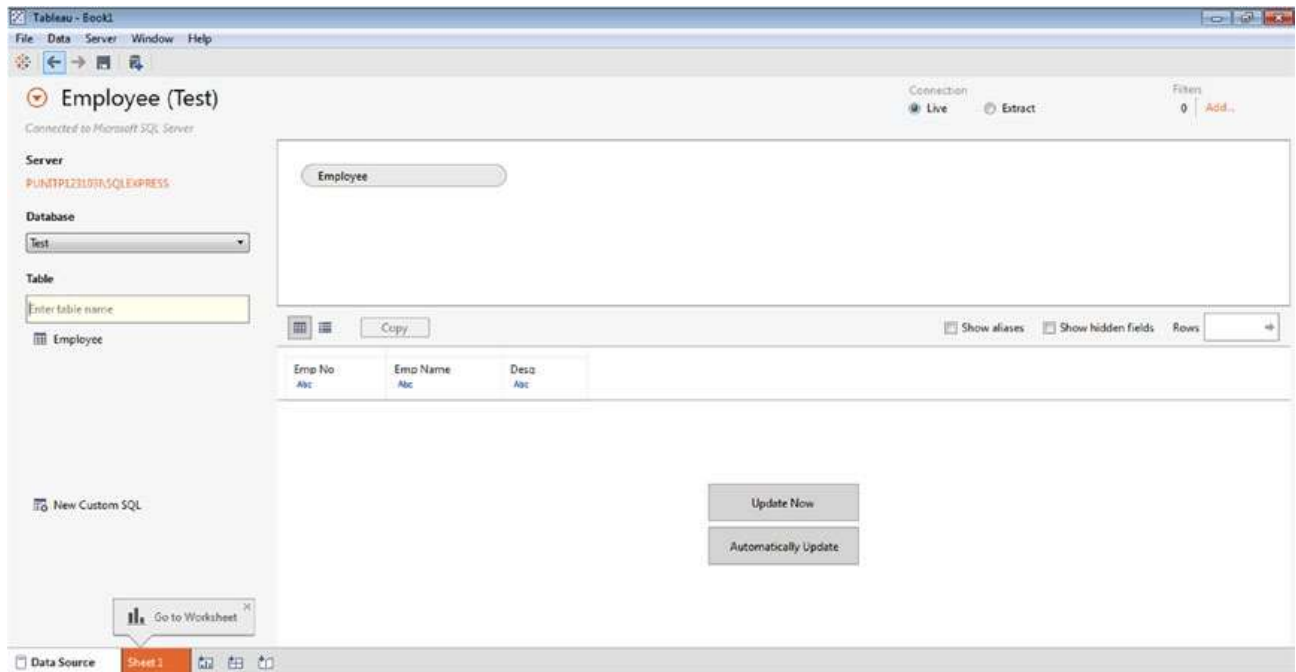 Tableau - Book1
File Data Server Window Help
Employee (Test)
Connected to Microsoft SQL Server
Connection
Live Extract
Filters
0 Add...
Server
PUNITP123103\SQLEXPRESS
Database
Test
Table
Enter table name
Employee
New Custom SQL
Employee
Copy
Show aliases Show hidden fields Rows
Emp No Emp Name Desg
Abc Abc Abc
Update Now
Automatically Update
Go to Worksheet
Data Source Sheet 1